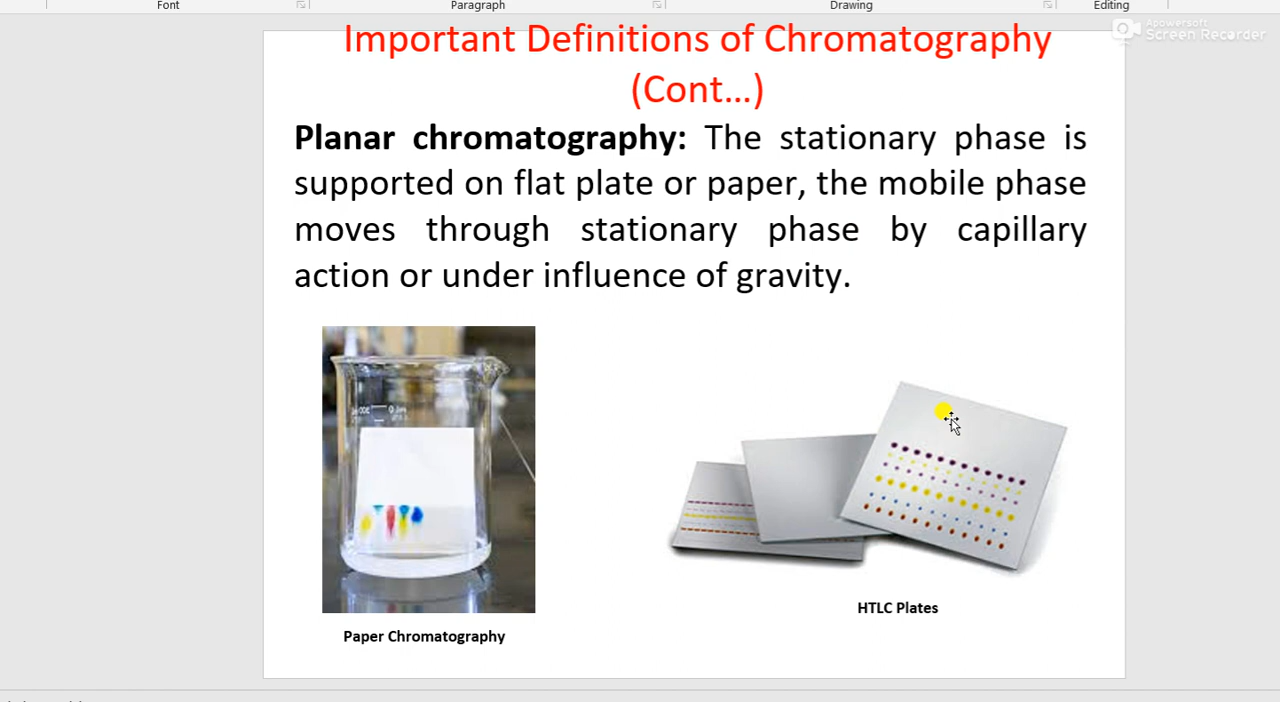 Font Paragraph Drawing Editing
Apowersoft
Screen Recorder
Important Definitions of Chromatography
(Cont...)
Planar chromatography: The stationary phase is
supported on flat plate or paper, the mobile phase
moves through stationary phase by capillary
action or under influence of gravity.
HTLC Plates
Paper Chromatography